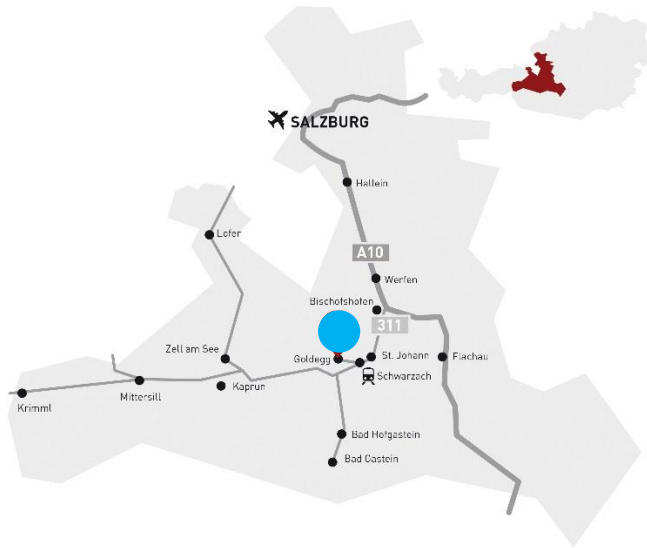 SALZBURG
Hallein
Lofer
A10
Werfen
Bischofshofen
311
Zell am See
Goldegg
St. Johann
Flachau
Schwarzach
Kaprun
Krimml
Mittersill
Bad Hofgastein
Bad Gastein